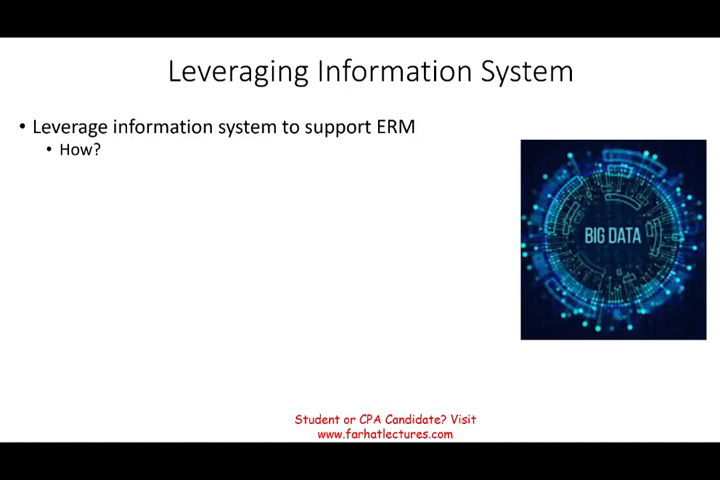 Leveraging Information System
• Leverage information system to support ERM
• How?
BIG DATA
Student or CPA Candidate? Visit
www.farhatlectures.com